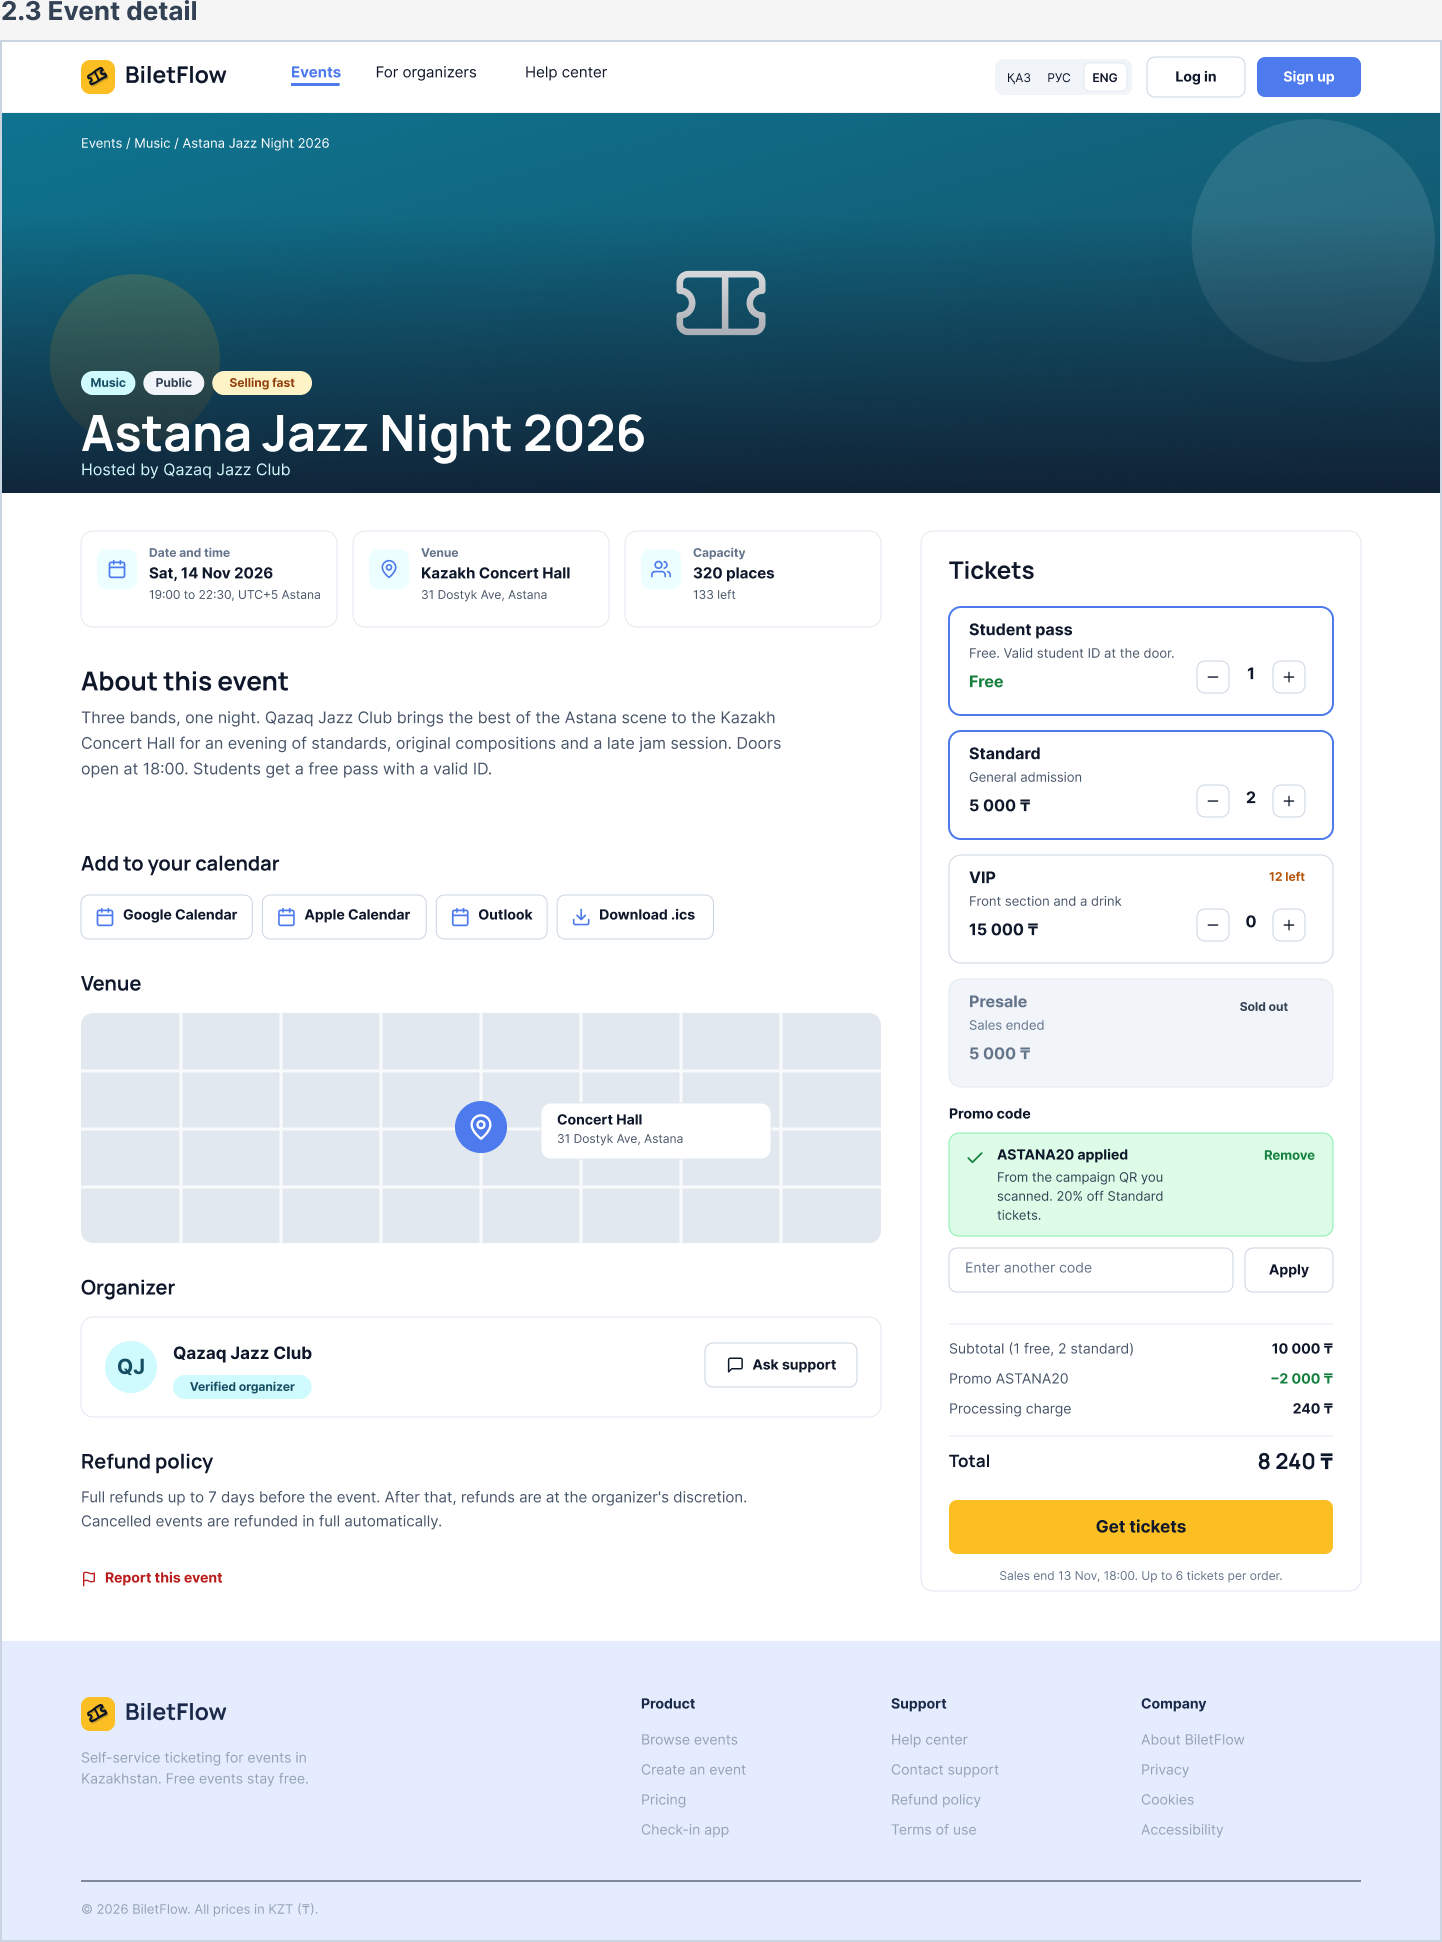 2.3 Event detail
BiletFlow
Events
For organizers
Help center
ҚАЗ
РУС
ENG
Log in
Sign up
Events / Music / Astana Jazz Night 2026
Music
Public
Selling fast
Astana Jazz Night 2026
Hosted by Qazaq Jazz Club
Date and time
Sat, 14 Nov 2026
19:00 to 22:30, UTC+5 Astana
Venue
Kazakh Concert Hall
31 Dostyk Ave, Astana
Capacity
320 places
133 left
About this event
Three bands, one night. Qazaq Jazz Club brings the best of the Astana scene to the Kazakh
Concert Hall for an evening of standards, original compositions and a late jam session. Doors
open at 18:00. Students get a free pass with a valid ID.
Add to your calendar
Google Calendar
Apple Calendar
Outlook
Download .ics
Venue
Concert Hall
31 Dostyk Ave, Astana
Organizer
QJ
Qazaq Jazz Club
Verified organizer
Ask support
Refund policy
Full refunds up to 7 days before the event. After that, refunds are at the organizer's discretion.
Cancelled events are refunded in full automatically.
Report this event
Tickets
Student pass
Free. Valid student ID at the door.
Free
− 1 +
Standard
General admission
5 000 ₸
− 2 +
VIP
12 left
Front section and a drink
15 000 ₸
− 0 +
Presale
Sold out
Sales ended
5 000 ₸
Promo code
ASTANA20 applied
Remove
From the campaign QR you
scanned. 20% off Standard
tickets.
Enter another code
Apply
Subtotal (1 free, 2 standard) 10 000 ₸
Promo ASTANA20 −2 000 ₸
Processing charge 240 ₸
Total 8 240 ₸
Get tickets
Sales end 13 Nov, 18:00. Up to 6 tickets per order.
BiletFlow
Self-service ticketing for events in
Kazakhstan. Free events stay free.
Product
Browse events
Create an event
Pricing
Check-in app
Support
Help center
Contact support
Refund policy
Terms of use
Company
About BiletFlow
Privacy
Cookies
Accessibility
© 2026 BiletFlow. All prices in KZT (₸).